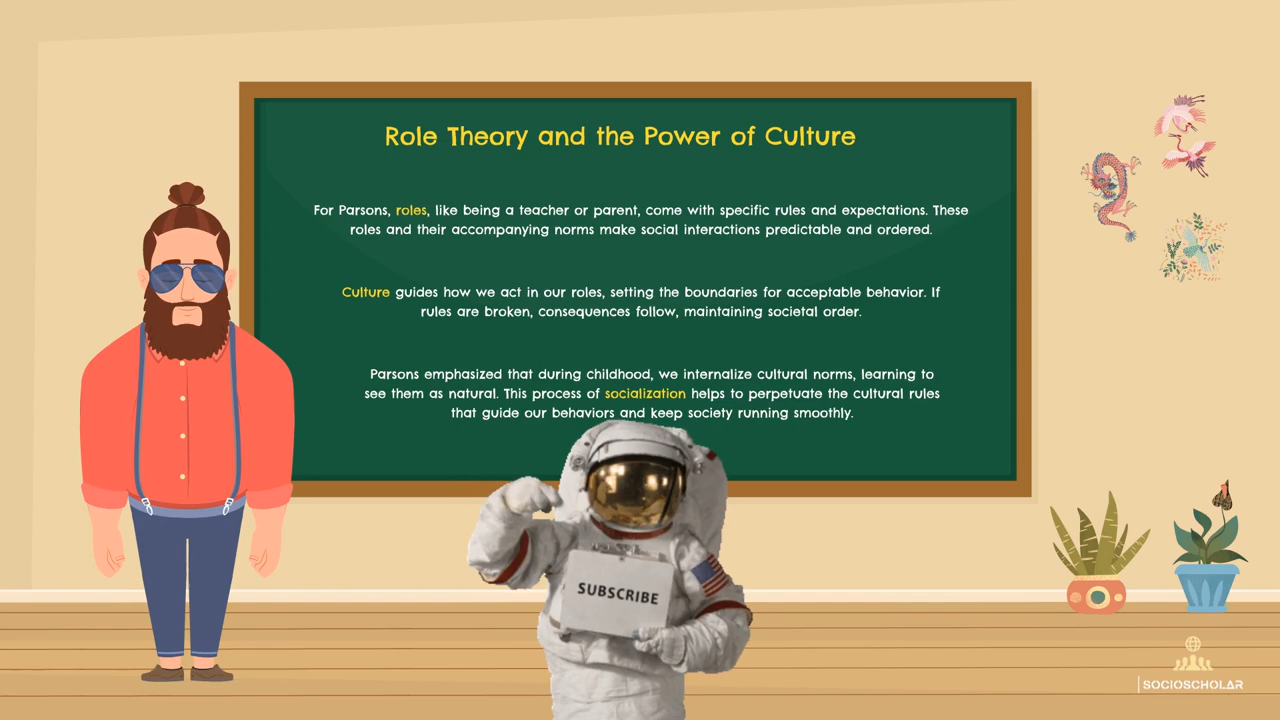 Role Theory and the Power of Culture
For Parsons, roles, like being a teacher or parent, come with specific rules and expectations. These
roles and their accompanying norms make social interactions predictable and ordered.
Culture guides how we act in our roles, setting the boundaries for acceptable behavior. If
rules are broken, consequences follow, maintaining societal order.
Parsons emphasized that during childhood, we internalize cultural norms, learning to
see them as natural. This process of socialization helps to perpetuate the cultural rules
that guide our behaviors and keep society running smoothly.
SUBSCRIBE
SOCIOSCHOLAR